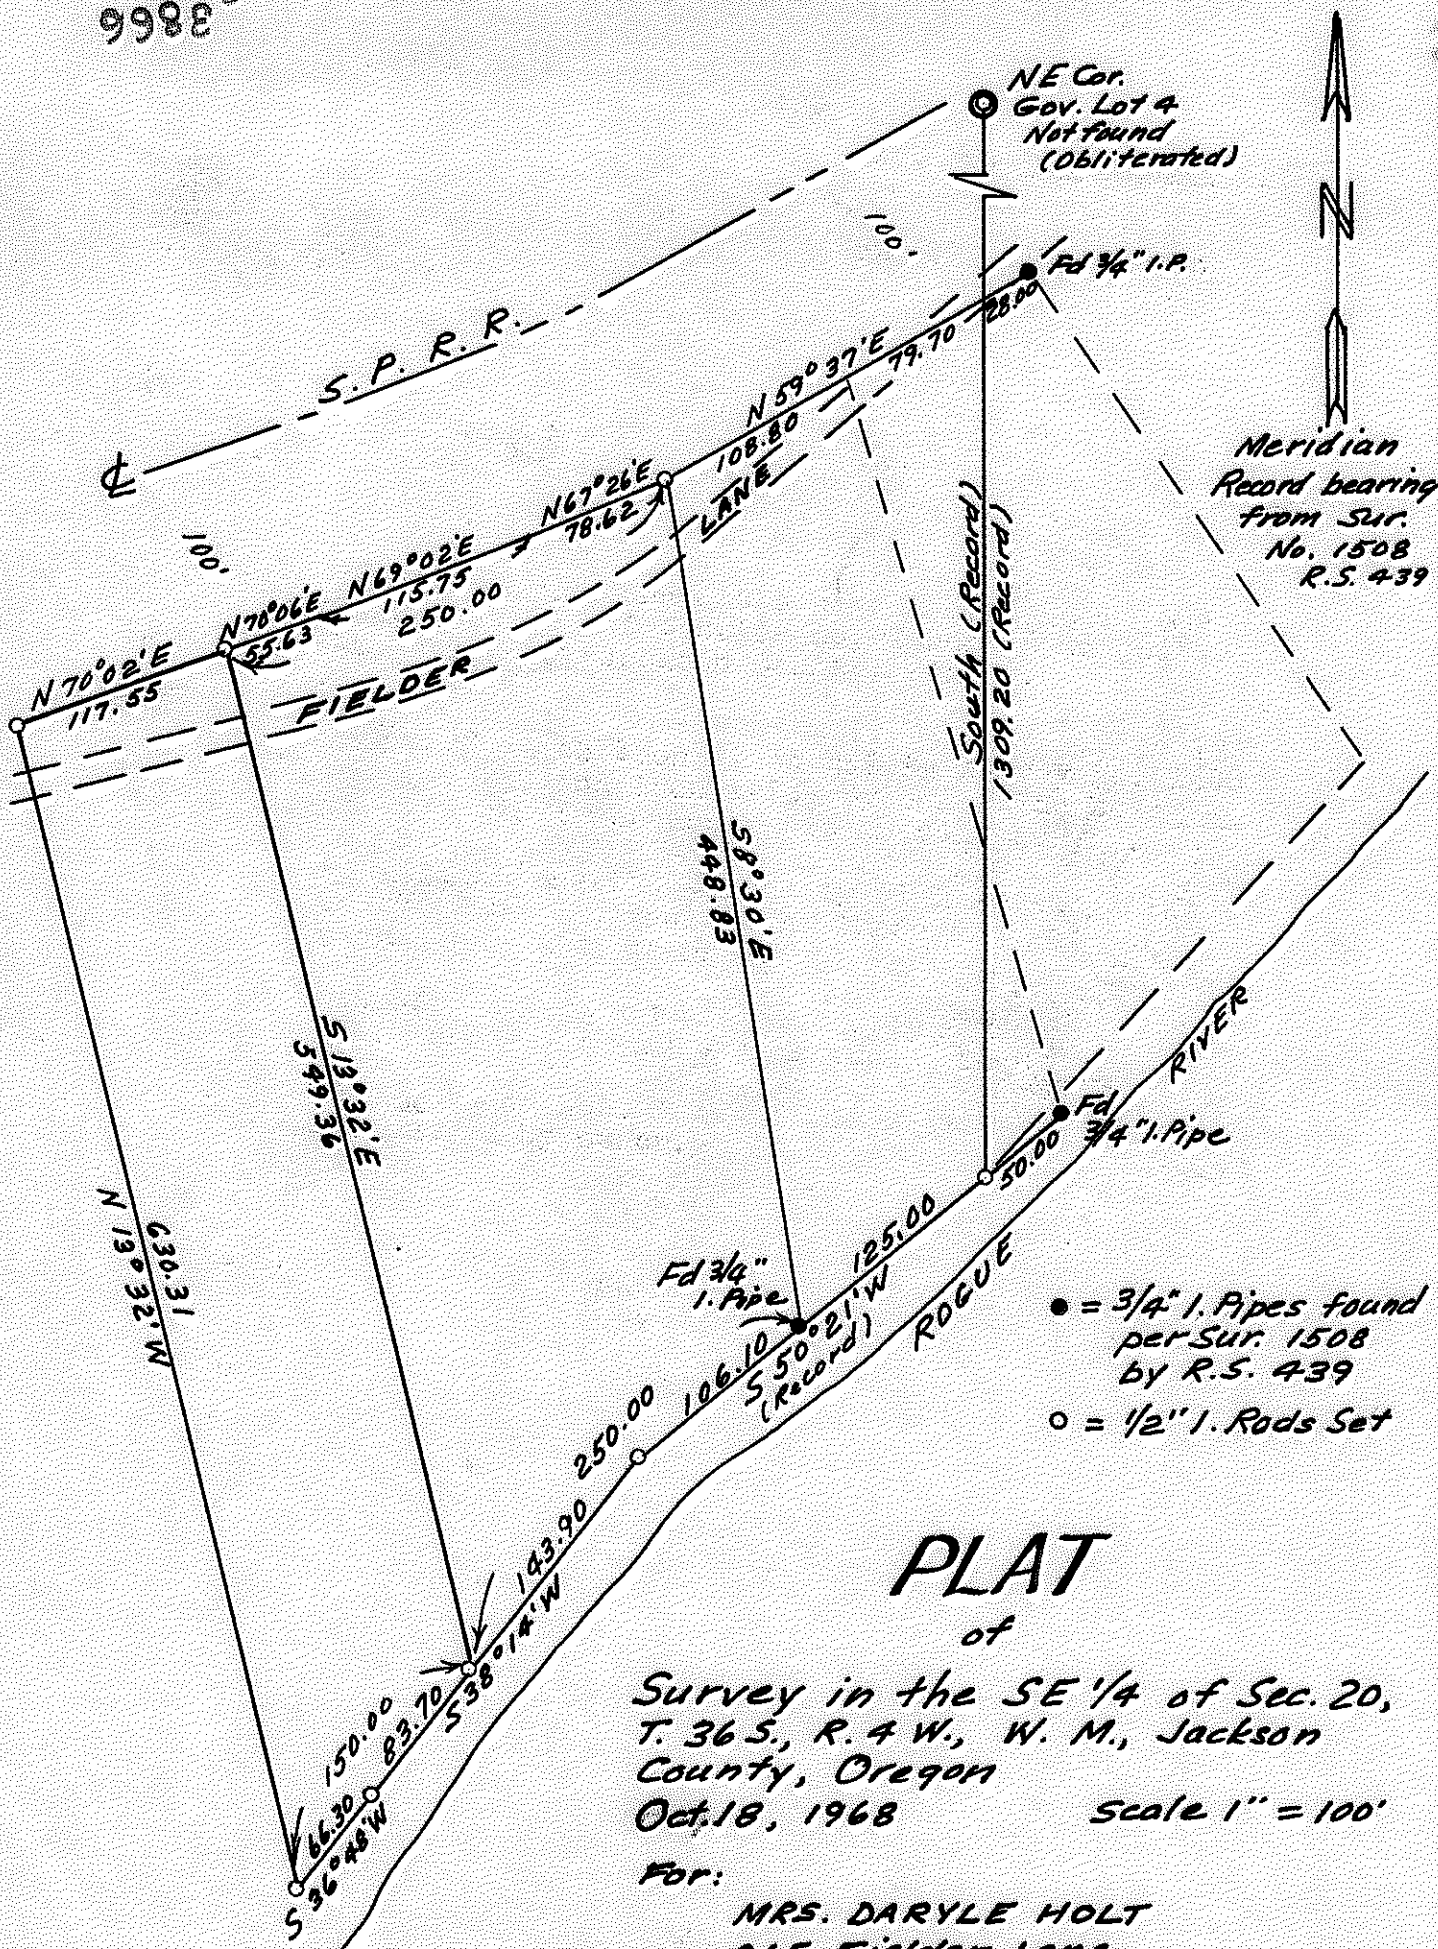 3866
NE Cor.
Gov. Lot 4
Not found
(Obliterated)
N
100'
Fd 3/4" I.P.
28.00
S. P. R. R.
N 59° 37' E
79.70
108.80
℄
Meridian
Record bearing
from Sur.
No. 1508
R.S. 439
N 67° 26' E
78.62
LANE
100'
N 69° 02' E
115.75
250.00
N 70° 06' E
55.63
N 70° 02' E
117.55
FIELDER
South (Record)
1309.20 (Record)
S 8° 30' E
448.83
S 13° 32' E
549.36
630.31
N 13° 32' W
RIVER
Fd
3/4" I. Pipe
50.00
125.00
Fd 3/4"
I. Pipe
S 50° 21' W
(Record)
ROGUE
106.10
250.00
143.90
S 38° 14' W
150.00
83.70
66.30
S 36° 48' W
● = 3/4" I. Pipes found
per Sur. 1508
by R.S. 439
○ = 1/2" I. Rods Set
PLAT
of
Survey in the SE 1/4 of Sec. 20,
T. 36 S., R. 4 W., W. M., Jackson
County, Oregon
Oct. 18, 1968 Scale 1" = 100'
For:
MRS. DARYLE HOLT
Fielder Lane